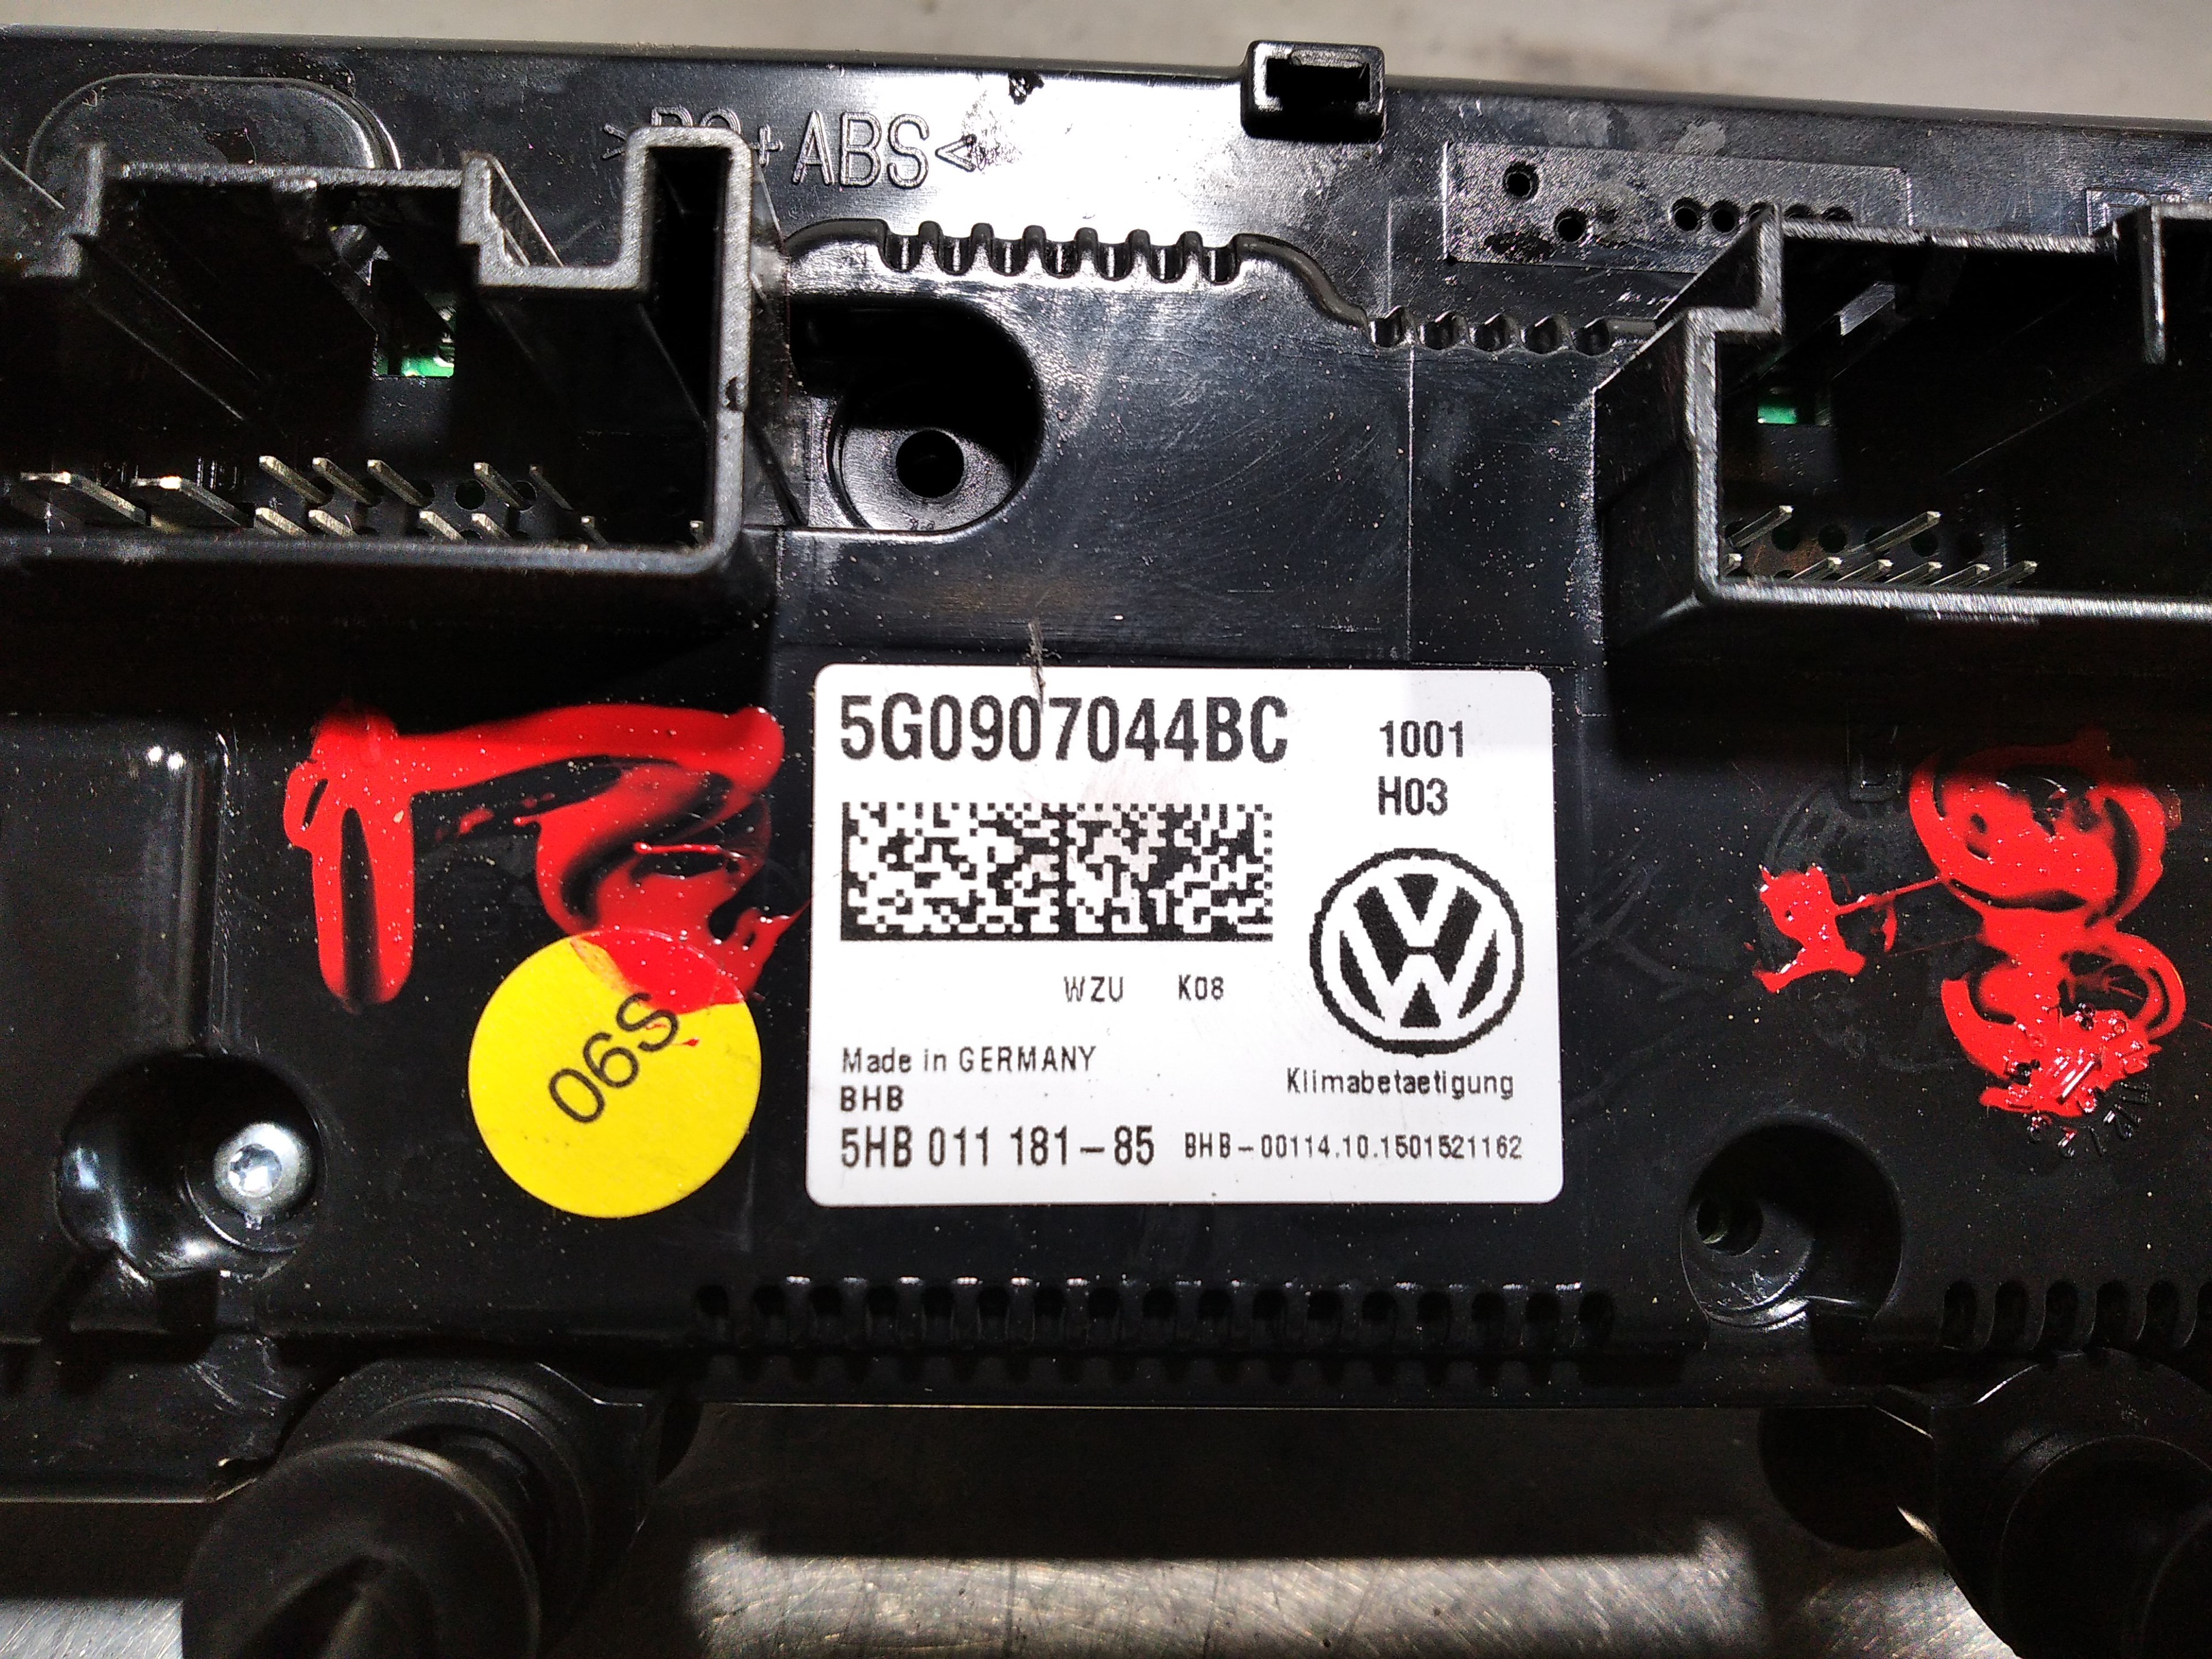 >PC+ABS<
5G0907044BC
1001
H03
WZU K08
Made in GERMANY
BHB
Klimabetaetigung
5HB 011 181-85
BHB-00114.10.1501521162
06S